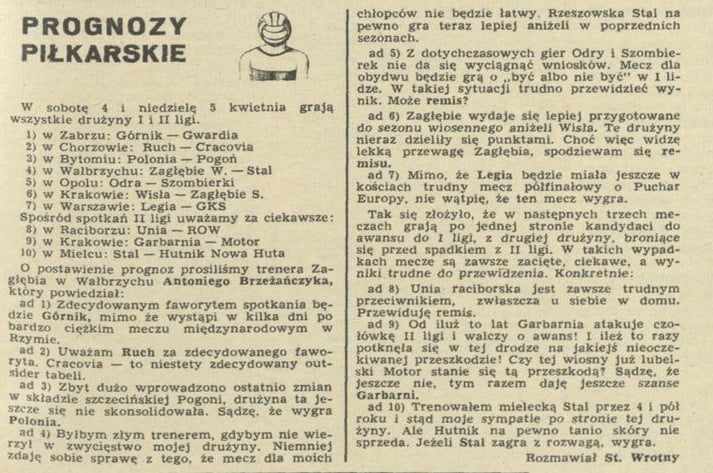 PROGNOZY
PIŁKARSKIE
W sobotę 4 i niedzielę 5 kwietnia grają
wszystkie drużyny I i II ligi.
1) w Zabrzu: Górnik — Gwardia
2) w Chorzowie: Ruch — Cracovia
3) w Bytomiu: Polonia — Pogoń
4) w Wałbrzychu: Zagłębie W. — Stal
5) w Opolu: Odra — Szombierki
6) w Krakowie: Wisła — Zagłębie S.
7) w Warszawie: Legia — GKS
Spośród spotkań II ligi uważamy za ciekawsze:
8) w Raciborzu: Unia — ROW
9) w Krakowie: Garbarnia — Motor
10) w Mielcu: Stal — Hutnik Nowa Huta
O postawienie prognoz prosiliśmy trenera Za-
głębia w Wałbrzychu Antoniego Brzeżańczyka,
który powiedział:
ad 1) Zdecydowanym faworytem spotkania bę-
dzie Górnik, mimo że wystąpi w kilka dni po
bardzo ciężkim meczu międzynarodowym w
Rzymie.
ad 2) Uważam Ruch za zdecydowanego fawo-
ryta. Cracovia — to niestety zdecydowany out-
sider tabeli.
ad 3) Zbyt dużo wprowadzono ostatnio zmian
w składzie szczecińskiej Pogoni, drużyna ta je-
szcze się nie skonsolidowała. Sądzę, że wygra
Polonia.
ad 4) Byłbym złym trenerem, gdybym nie wie-
rzył w zwycięstwo mojej drużyny. Niemniej
zdaję sobie sprawę z tego, że mecz dla moich
chłopców nie będzie łatwy. Rzeszowska Stal na
pewno gra teraz lepiej aniżeli w poprzednich
sezonach.
ad 5) Z dotychczasowych gier Odry i Szombie-
rek nie da się wyciągnąć wniosków. Mecz dla
obydwu będzie grą o „być albo nie być" w I li-
dze. W takiej sytuacji trudno przewidzieć wy-
nik. Może remis?
ad 6) Zagłębie wydaje się lepiej przygotowane
do sezonu wiosennego aniżeli Wisła. Te drużyny
nieraz dzieliły się punktami. Choć więc widzę
lekką przewagę Zagłębia, spodziewam się re-
misu.
ad 7) Mimo, że Legia będzie miała jeszcze w
kościach trudny mecz półfinałowy o Puchar
Europy, nie wątpię, że ten mecz wygra.
Tak się złożyło, że w następnych trzech me-
czach grają po jednej stronie kandydaci do
awansu do I ligi, z drugiej drużyny, broniące
się przed spadkiem z II ligi. W takich wypad-
kach mecze są zawsze zacięte, ciekawe, a wy-
niki trudne do przewidzenia. Konkretnie:
ad 8) Unia raciborska jest zawsze trudnym
przeciwnikiem, zwłaszcza u siebie w domu.
Przewiduję remis.
ad 9) Od iluż to lat Garbarnia atakuje czo-
łówkę II ligi i walczy o awans! I ileż to razy
potknęła się w tej drodze na jakiejś nieocze-
kiwanej przeszkodzie! Czy tej wiosny już lubel-
ski Motor stanie się tą przeszkodą? Sądzę, że
jeszcze nie, tym razem daję jeszcze szanse
Garbarni.
ad 10) Trenowałem mielecką Stal przez 4 i pół
roku i stąd moje sympatie po stronie tej dru-
żyny. Ale Hutnik na pewno tanio skóry nie
sprzeda. Jeżeli Stal zagra z rozwagą, wygra.
Rozmawiał St. Wrotny